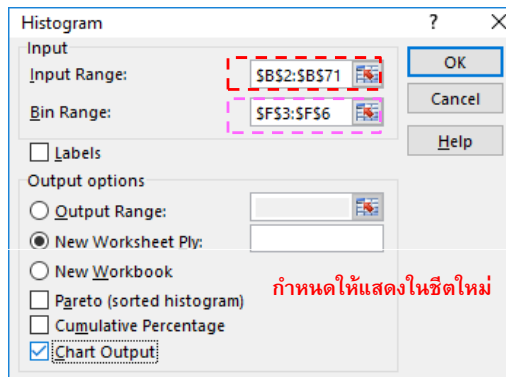 Histogram ? ×
Input
Input Range: $B$2:$B$71
Bin Range: $F$3:$F$6
Labels
OK
Cancel
Help
Output options
Output Range:
New Worksheet Ply:
New Workbook
กำหนดให้แสดงในชีตใหม่
Pareto (sorted histogram)
Cumulative Percentage
Chart Output